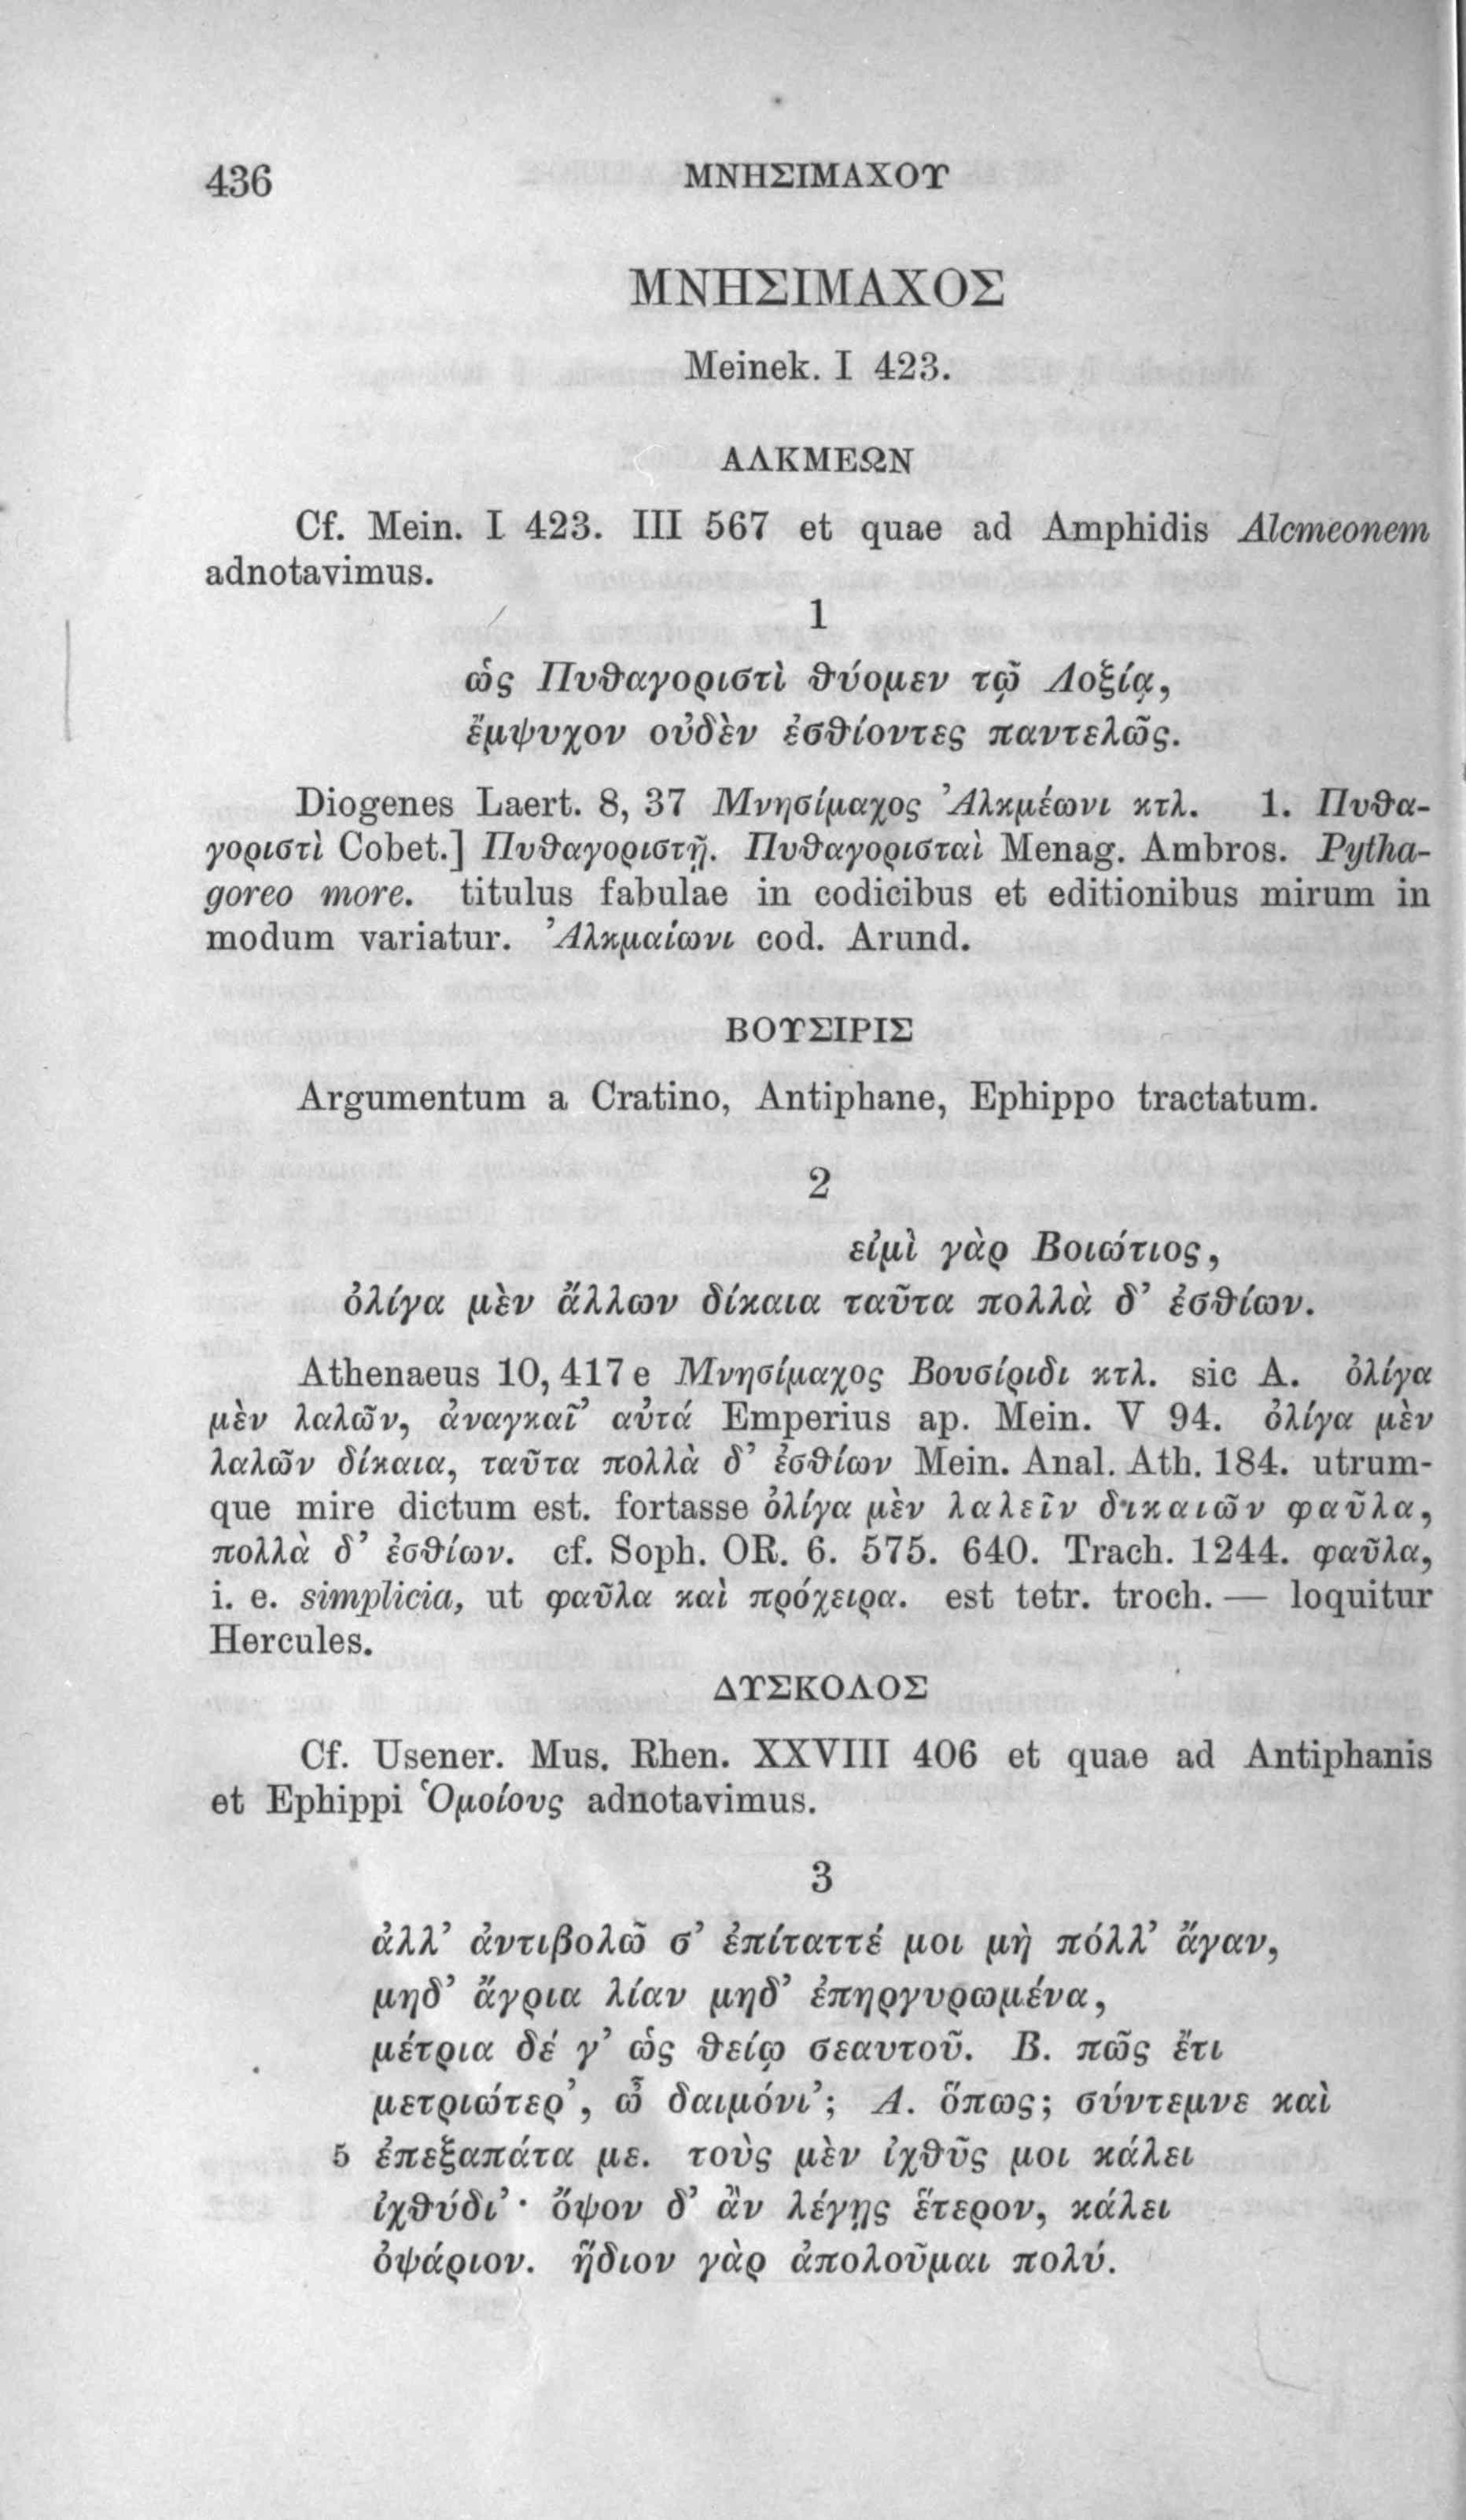 436
ΜΝΗΣΙΜΑΧΟΥ
ΜΝΗΣΙΜΑΧΟΣ
Meinek. I 423.
ΑΛΚΜΕΩΝ
Cf. Mein. I 423. III 567 et quae ad Amphidis Alcmeonem
adnotavimus.
1
ὡς Πυθαγοριστὶ θύομεν τῷ Λοξίᾳ,
ἔμψυχον οὐδὲν ἐσθίοντες παντελῶς.
Diogenes Laert. 8, 37 Μνησίμαχος Ἀλκμέωνι κτλ. 1. Πυθα-
γοριστὶ Cobet.] Πυθαγοριστῇ. Πυθαγορισταὶ Menag. Ambros. Pytha-
goreo more. titulus fabulae in codicibus et editionibus mirum in
modum variatur. Ἀλκμαίωνι cod. Arund.
ΒΟΥΣΙΡΙΣ
Argumentum a Cratino, Antiphane, Ephippo tractatum.
2
εἰμὶ γὰρ Βοιώτιος,
ὀλίγα μὲν ἄλλων δίκαια ταῦτα πολλὰ δ’ ἐσθίων.
Athenaeus 10, 417 e Μνησίμαχος Βουσίριδι κτλ. sic A. ὀλίγα
μὲν λαλῶν, ἀναγκαῖ’ αὐτά Emperius ap. Mein. V 94. ὀλίγα μὲν
λαλῶν δίκαια, ταῦτα πολλὰ δ’ ἐσθίων Mein. Anal. Ath. 184. utrum-
que mire dictum est. fortasse ὀλίγα μὲν λαλεῖν δικαιῶν φαῦλα,
πολλὰ δ’ ἐσθίων. cf. Soph. OR. 6. 575. 640. Trach. 1244. φαῦλα,
i. e. simplicia, ut φαῦλα καὶ πρόχειρα. est tetr. troch. — loquitur
Hercules.
ΔΥΣΚΟΛΟΣ
Cf. Usener. Mus. Rhen. XXVIII 406 et quae ad Antiphanis
et Ephippi Ὁμοίους adnotavimus.
3
ἀλλ’ ἀντιβολῶ σ’ ἐπίταττέ μοι μὴ πόλλ’ ἄγαν,
μηδ’ ἄγρια λίαν μηδ’ ἐπηργυρωμένα,
μέτρια δέ γ’ ὡς θείῳ σεαυτοῦ. Β. πῶς ἔτι
μετριώτερ’, ὦ δαιμόνι’; Α. ὅπως; σύντεμνε καὶ
5 ἐπεξαπάτα με. τοὺς μὲν ἰχθῦς μοι κάλει
ἰχθύδι’· ὄψον δ’ ἂν λέγῃς ἕτερον, κάλει
ὀψάριον. ἥδιον γὰρ ἀπολοῦμαι πολύ.